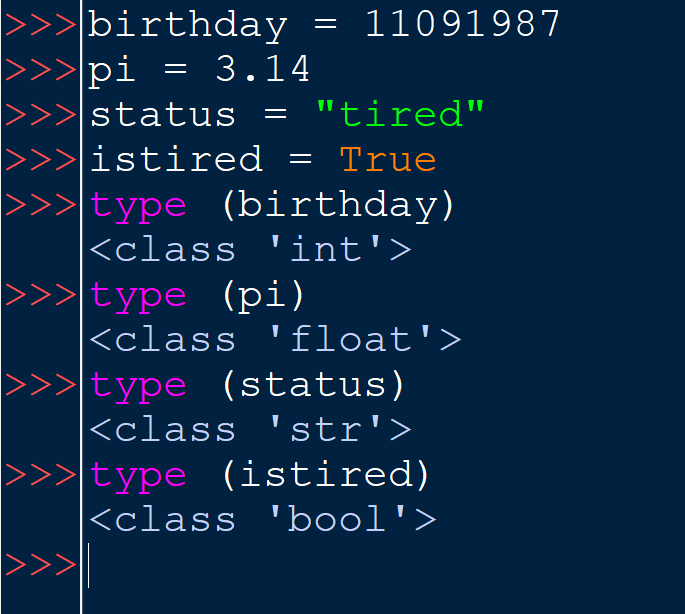 >>> birthday = 11091987
>>> pi = 3.14
>>> status = "tired"
>>> istired = True
>>> type (birthday)
<class 'int'>
>>> type (pi)
<class 'float'>
>>> type (status)
<class 'str'>
>>> type (istired)
<class 'bool'>
>>>